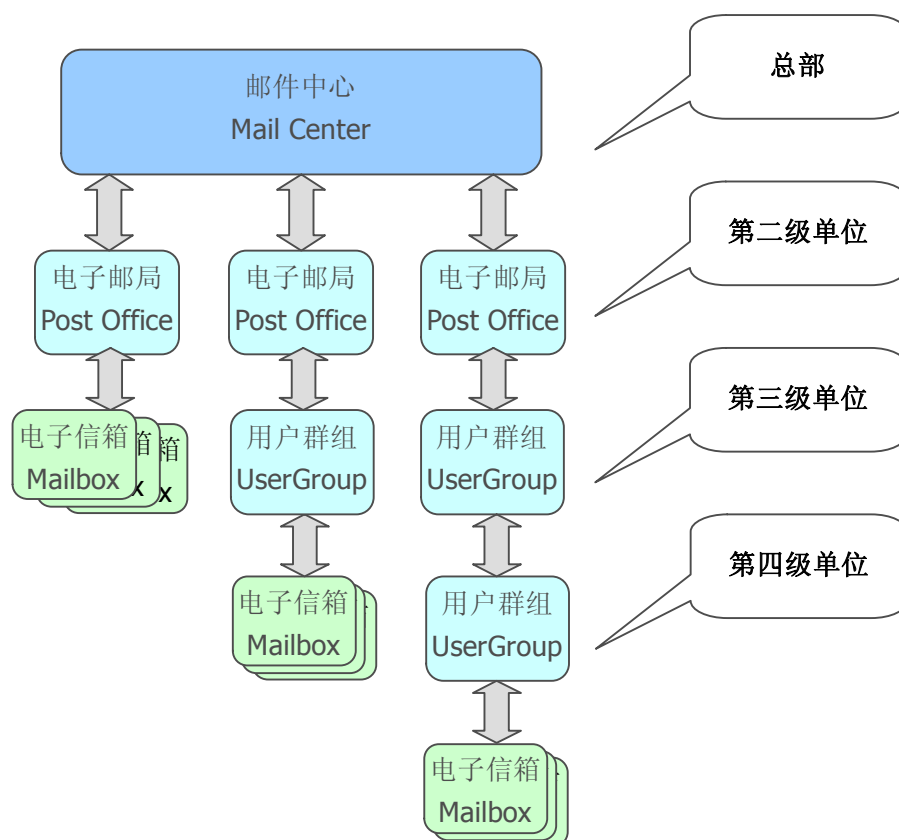 邮件中心
Mail Center
总部
电子邮局
Post Office
电子邮局
Post Office
电子邮局
Post Office
第二级单位
电子信箱
Mailbox
箱
x
箱
x
用户群组
UserGroup
用户群组
UserGroup
第三级单位
电子信箱
Mailbox
用户群组
UserGroup
第四级单位
电子信箱
Mailbox